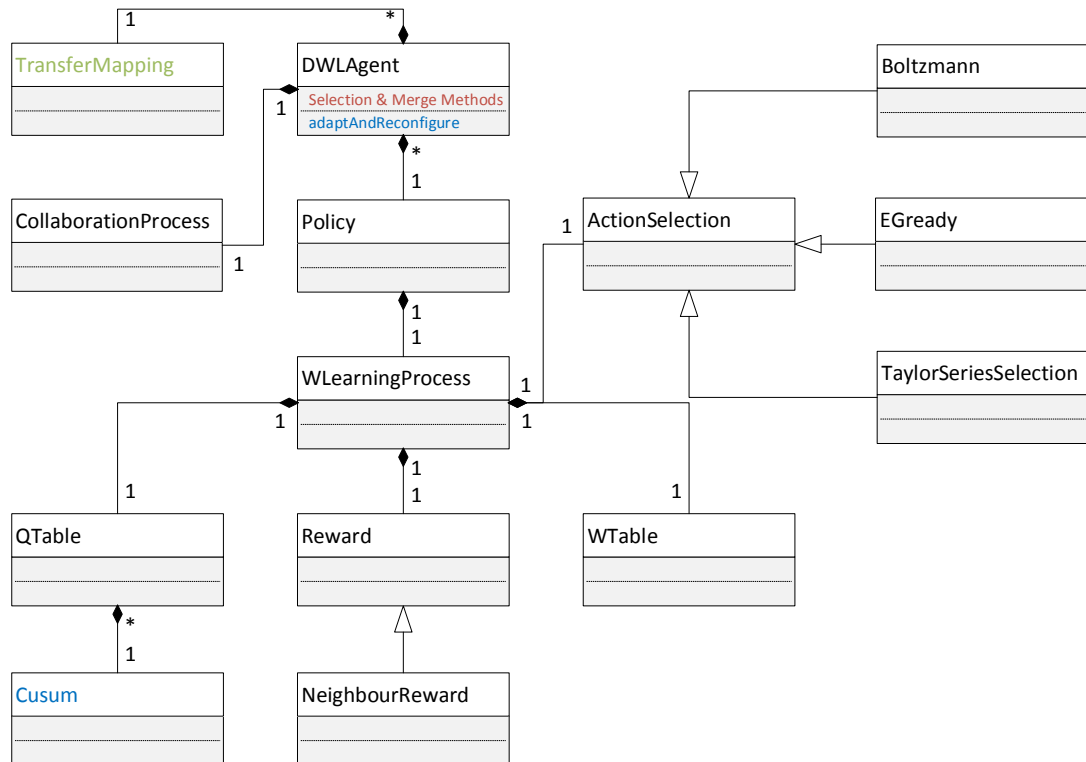 1
*
TransferMapping
DWLAgent
Boltzmann
Selection & Merge Methods
adaptAndReconfigure
1
*
1
CollaborationProcess
Policy
1
ActionSelection
EGready
1
1
1
WLearningProcess
TaylorSeriesSelection
1
1
1
1
1
1
1
QTable
Reward
WTable
*
1
Cusum
NeighbourReward